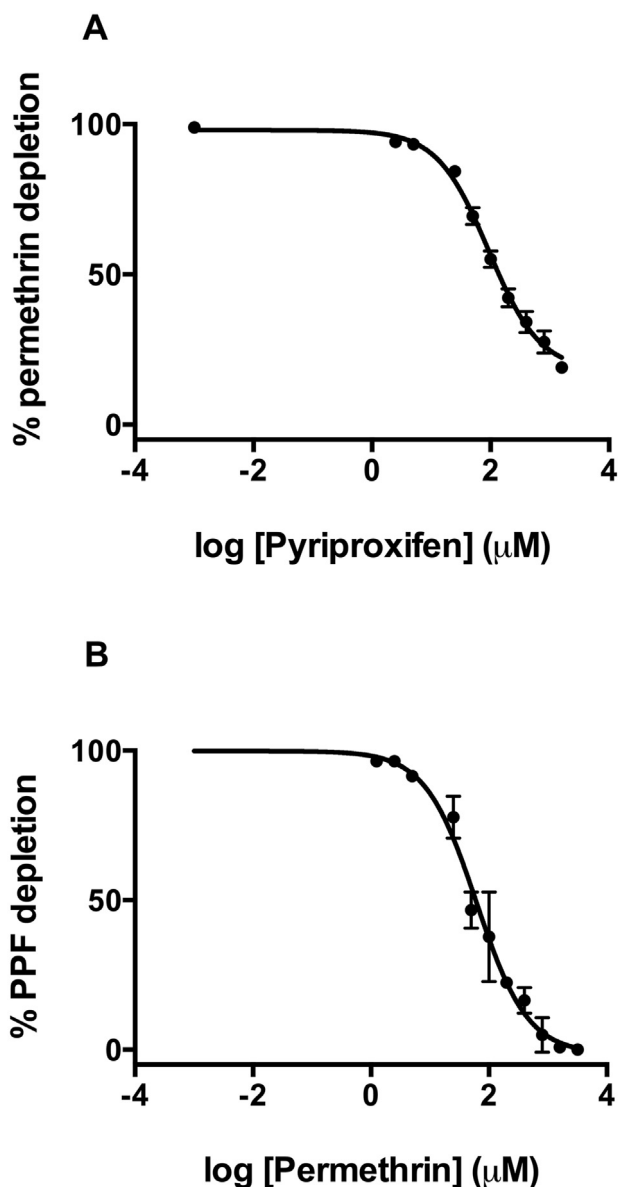 A
% permethrin depletion
100
50
0
-4
-2
0
2
4
log [Pyriproxifen] (μM)
B
% PPF depletion
100
50
0
-4
-2
0
2
4
log [Permethrin] (μM)